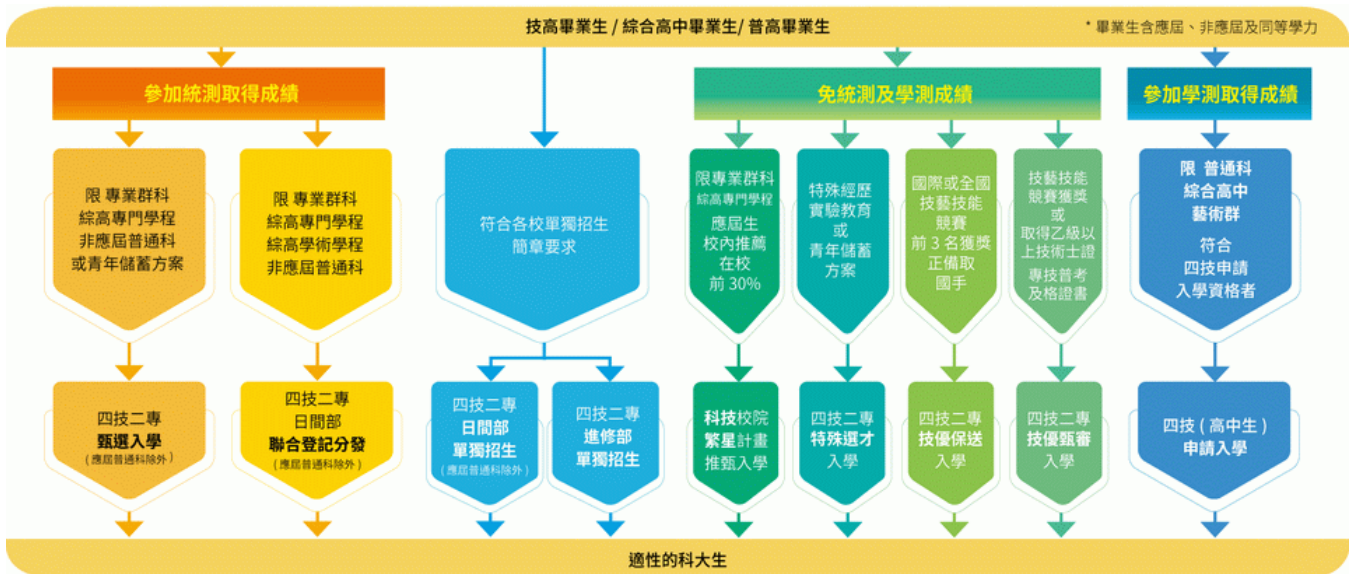 技高畢業生 / 綜合高中畢業生/ 普高畢業生
* 畢業生含應屆、非應屆及同等學力
參加統測取得成績
免統測及學測成績
參加學測取得成績
限 專業群科
綜高專門學程
非應屆普通科
或青年儲蓄方案
限 專業群科
綜高專門學程
綜高學術學程
非應屆普通科
符合各校單獨招生
簡章要求
限專業群科
綜高專門學程
應屆生
校內推薦
在校
前 30%
特殊經歷
實驗教育
或
青年儲蓄
方案
國際或全國
技藝技能
競賽
前 3 名獲獎
正備取
國手
技藝技能
競賽獲獎
或
取得乙級以
上技術士證
專技普考
及格證書
限 普通科
綜合高中
藝術群
符合
四技申請
入學資格者
四技二專
甄選入學
(應屆普通科除外)
四技二專
日間部
聯合登記分發
(應屆普通科除外)
四技二專
日間部
單獨招生
(應屆普通科除外)
四技二專
進修部
單獨招生
科技校院
繁星計畫
推甄入學
四技二專
特殊選才
入學
四技二專
技優保送
入學
四技二專
技優甄審
入學
四技 ( 高中生 )
申請入學
適性的科大生